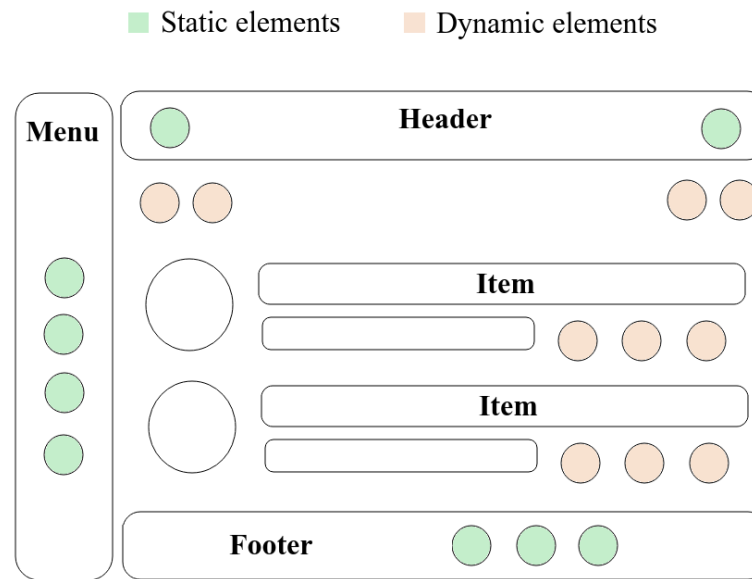 Static elements
Dynamic elements
Menu
Header
Item
Item
Footer